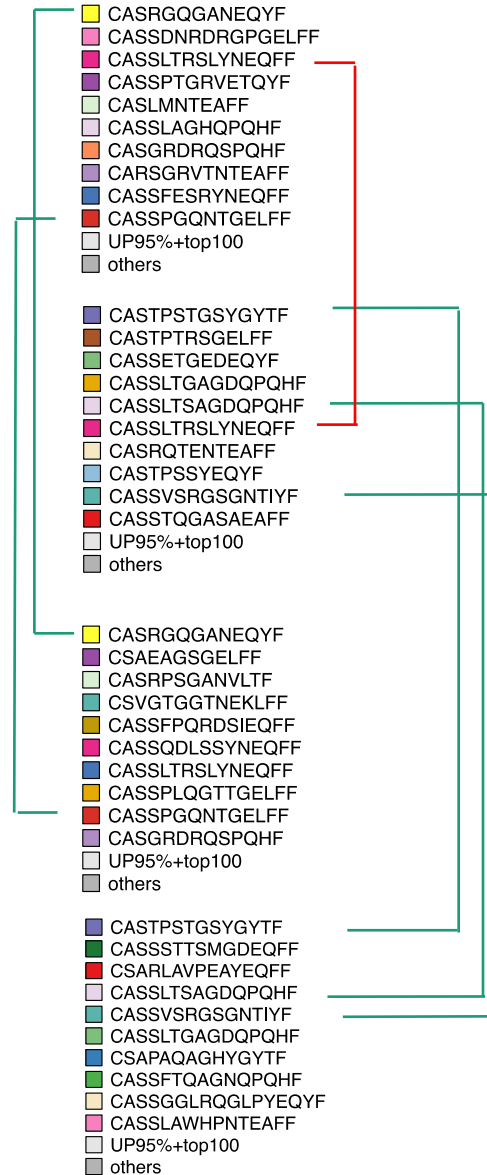 CASRGQGANEQYF
CASSDNRDRGPGELFF
CASSLTRSLYNEQFF
CASSPTGRVETQYF
CASLMNTEAFF
CASSLAGHQPQHF
CASGRDRQSPQHF
CARSGRVTNTEAFF
CASSFESRYNEQFF
CASSPGQNTGELFF
UP95%+top100
others
CASTPSTGSYGYTF
CASTPTRSGELFF
CASSETGEDEQYF
CASSLTGAGDQPQHF
CASSLTSAGDQPQHF
CASSLTRSLYNEQFF
CASRQTENTEAFF
CASTPSSYEQYF
CASSVSRGSGNTIYF
CASSTQGASAEAFF
UP95%+top100
others
CASRGQGANEQYF
CSAEAGSGELFF
CASRPSGANVLTF
CSVGTGGTNEKLFF
CASSFPQRDSIEQFF
CASSQDLSSYNEQFF
CASSLTRSLYNEQFF
CASSPLQGTTGELFF
CASSPGQNTGELFF
CASGRDRQSPQHF
UP95%+top100
others
CASTPSTGSYGYTF
CASSSTTSMGDEQFF
CSARLAVPEAYEQFF
CASSLTSAGDQPQHF
CASSVSRGSGNTIYF
CASSLTGAGDQPQHF
CSAPAQAGHYGYTF
CASSFTQAGNQPQHF
CASSGGLRQGLPYEQYF
CASSLAWHPNTEAFF
UP95%+top100
others